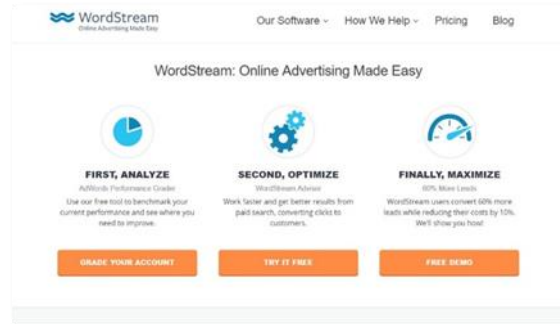 WordStream
Online Advertising Made Easy
Our Software
How We Help
Pricing
Blog
WordStream: Online Advertising Made Easy
FIRST, ANALYZE
AdWords Performance Grader
Use our free tool to benchmark your
current performance and see where you
need to improve.
GRADE YOUR ACCOUNT
SECOND, OPTIMIZE
WordStream Advisor
Work faster and get better results from
paid search, converting clicks to
customers.
TRY IT FREE
FINALLY, MAXIMIZE
60% More Leads
WordStream users convert 60% more
leads while reducing their costs by 10%.
We'll show you how!
FREE DEMO